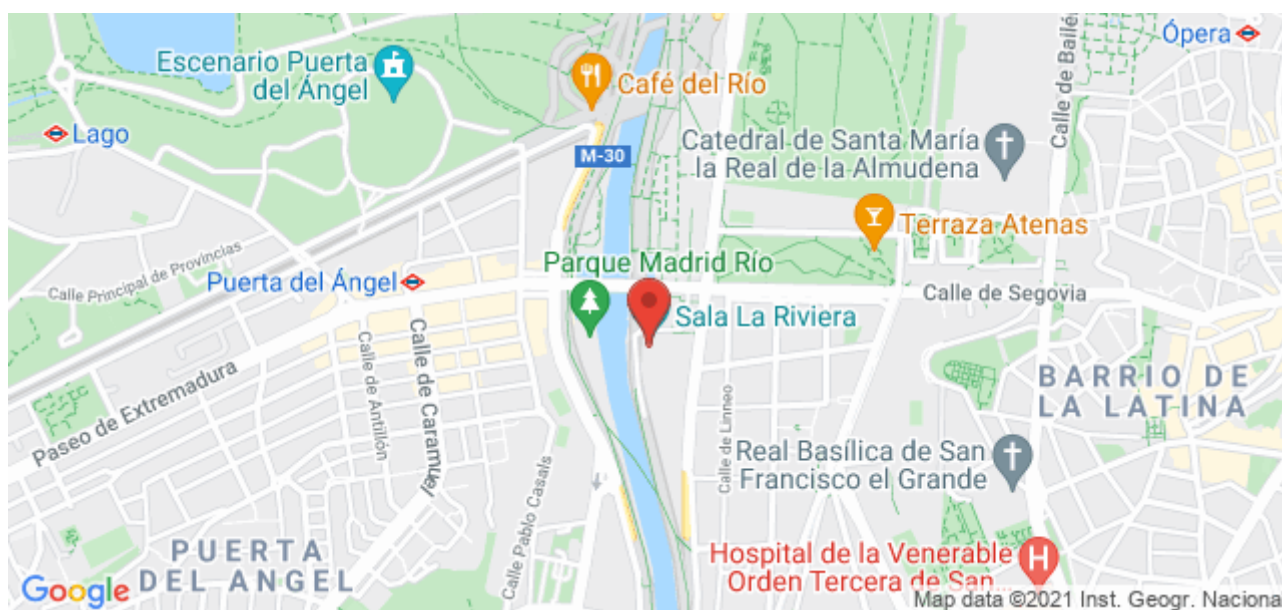 Ópera
Calle de Bailén
Escenario Puerta
del Ángel
Café del Río
Lago
M-30
Catedral de Santa María
la Real de la Almudena
Terraza Atenas
Calle Principal de Provincias
Parque Madrid Río
Puerta del Ángel
Calle de Segovia
Sala La Riviera
Paseo de Extremadura
Calle de Antillón
Calle de Caramuel
Calle de Linneo
BARRIO DE
LA LATINA
Real Basílica de San
Francisco el Grande
Calle Pablo Casals
PUERTA
DEL ANGEL
Hospital de la Venerable
Orden Tercera de San...
Google
Map data ©2021 Inst. Geogr. Naciona